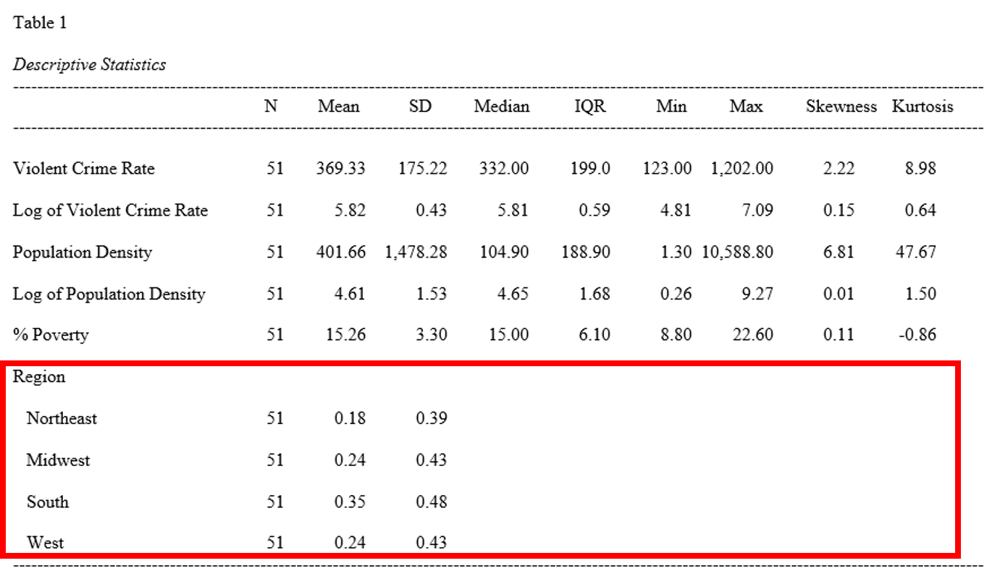 Table 1
Descriptive Statistics
N Mean SD Median IQR Min Max Skewness Kurtosis
Violent Crime Rate 51 369.33 175.22 332.00 199.0 123.00 1,202.00 2.22 8.98
Log of Violent Crime Rate 51 5.82 0.43 5.81 0.59 4.81 7.09 0.15 0.64
Population Density 51 401.66 1,478.28 104.90 188.90 1.30 10,588.80 6.81 47.67
Log of Population Density 51 4.61 1.53 4.65 1.68 0.26 9.27 0.01 1.50
% Poverty 51 15.26 3.30 15.00 6.10 8.80 22.60 0.11 -0.86
Region
Northeast 51 0.18 0.39
Midwest 51 0.24 0.43
South 51 0.35 0.48
West 51 0.24 0.43